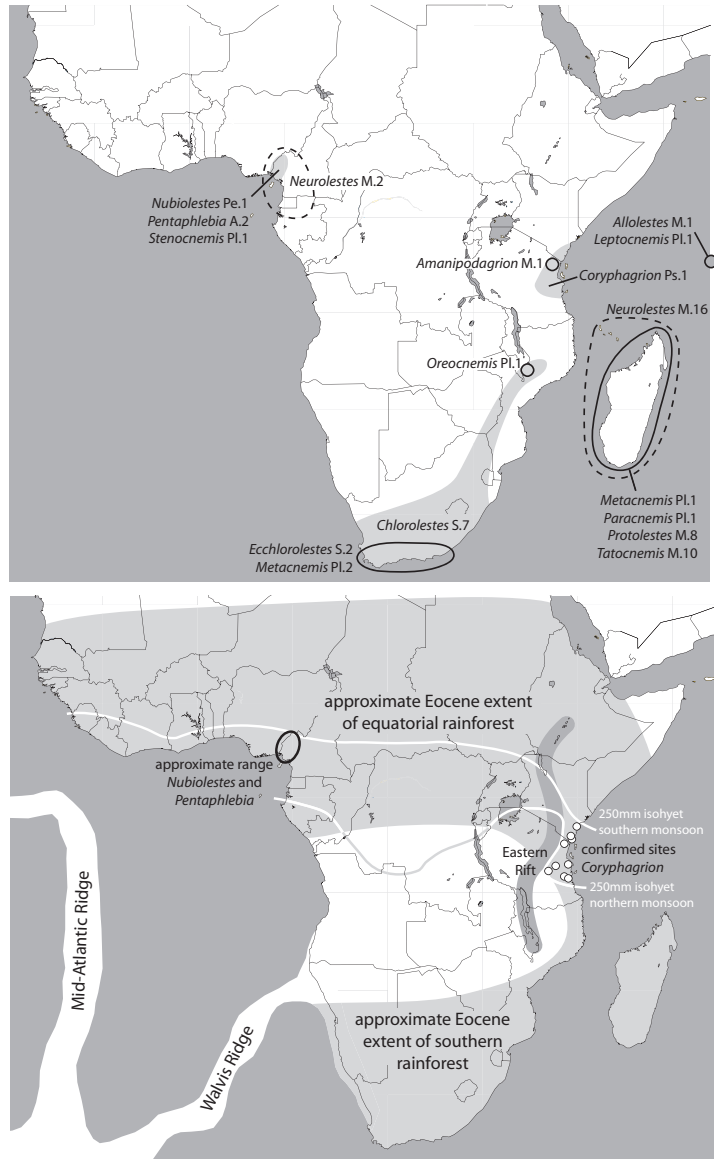 Neurolestes M.2
Nubiolestes Pe.1
Pentaphlebia A.2
Stenocnemis Pl.1
Allolestes M.1
Leptocnemis Pl.1
Amanipodagrion M.1
Coryphagrion Ps.1
Neurolestes M.16
Oreocnemis Pl.1
Metacnemis Pl.1
Paracnemis Pl.1
Protolestes M.8
Tatocnemis M.10
Chlorolestes S.7
Ecchlorolestes S.2
Metacnemis Pl.2
approximate Eocene extent
of equatorial rainforest
approximate range
Nubiolestes and
Pentaphlebia
250mm isohyet
southern monsoon
Eastern
Rift
confirmed sites
Coryphagrion
250mm isohyet
northern monsoon
Mid-Atlantic Ridge
Walvis Ridge
approximate Eocene
extent of southern
rainforest